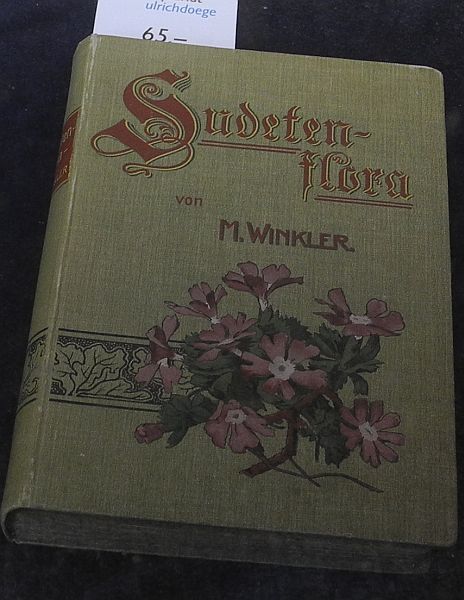 ulrichdoege
65.–
Sudeten-
flora
von
M. WINKLER.